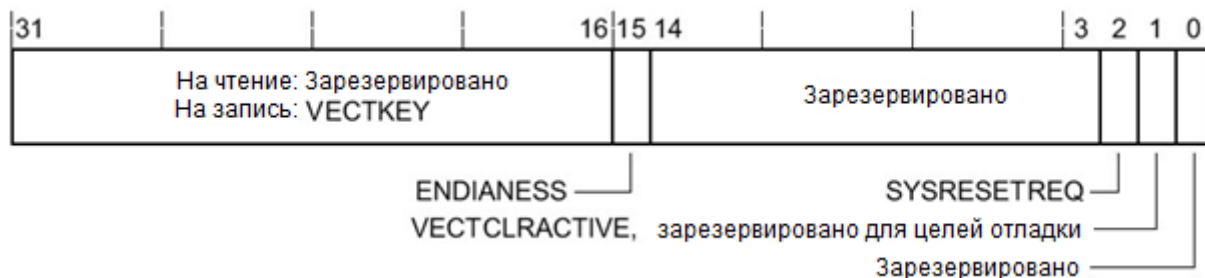 31 16 15 14 3 2 1 0
На чтение: Зарезервировано
На запись: VECTKEY
Зарезервировано
ENDIANESS
SYSRESETREQ
VECTCLRACTIVE, зарезервировано для целей отладки
Зарезервировано